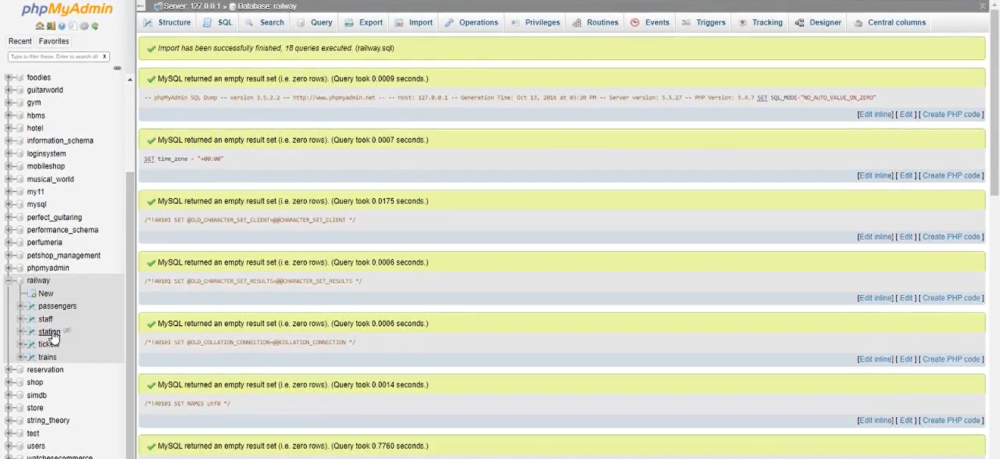 phpMyAdmin
Server: 127.0.0.1 » Database: railway
Structure SQL Search Query Export Import Operations Privileges Routines Events Triggers Tracking Designer Central columns
Recent Favorites
Type to filter these, Enter to search all X
foodies
guitarworld
gym
hbms
hotel
information_schema
loginsystem
mobileshop
musical_world
my11
mysql
perfect_guitaring
performance_schema
perfumeria
petshop_management
phpmyadmin
railway
New
passengers
staff
station
tickets
trains
reservation
shop
simdb
store
string_theory
test
users
watchesecommerce
Import has been successfully finished, 18 queries executed. (railway.sql)
MySQL returned an empty result set (i.e. zero rows). (Query took 0.0009 seconds.)
-- phpMyAdmin SQL Dump -- version 3.5.2.2 -- http://www.phpmyadmin.net -- -- Host: 127.0.0.1 -- Generation Time: Oct 13, 2016 at 03:20 PM -- Server version: 5.5.27 -- PHP Version: 5.4.7 SET SQL_MODE="NO_AUTO_VALUE_ON_ZERO"
[Edit inline] [ Edit ] [ Create PHP code ]
MySQL returned an empty result set (i.e. zero rows). (Query took 0.0007 seconds.)
SET time_zone = "+00:00"
[Edit inline] [ Edit ] [ Create PHP code ]
MySQL returned an empty result set (i.e. zero rows). (Query took 0.0175 seconds.)
/*!40101 SET @OLD_CHARACTER_SET_CLIENT=@@CHARACTER_SET_CLIENT */
[Edit inline] [ Edit ] [ Create PHP code ]
MySQL returned an empty result set (i.e. zero rows). (Query took 0.0006 seconds.)
/*!40101 SET @OLD_CHARACTER_SET_RESULTS=@@CHARACTER_SET_RESULTS */
[Edit inline] [ Edit ] [ Create PHP code ]
MySQL returned an empty result set (i.e. zero rows). (Query took 0.0006 seconds.)
/*!40101 SET @OLD_COLLATION_CONNECTION=@@COLLATION_CONNECTION */
[Edit inline] [ Edit ] [ Create PHP code ]
MySQL returned an empty result set (i.e. zero rows). (Query took 0.0014 seconds.)
/*!40101 SET NAMES utf8 */
[Edit inline] [ Edit ] [ Create PHP code ]
MySQL returned an empty result set (i.e. zero rows). (Query took 0.7760 seconds.)